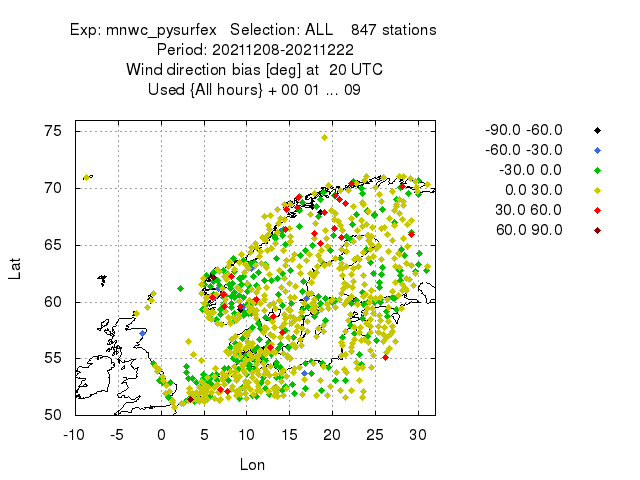 Exp: mnwc_pysurfex Selection: ALL 847 stations
Period: 20211208-20211222
Wind direction bias [deg] at 20 UTC
Used {All hours} + 00 01 ... 09
75
70
65
60
55
50
Lat
-10 -5 0 5 10 15 20 25 30
Lon
-90.0 -60.0
-60.0 -30.0
-30.0 0.0
0.0 30.0
30.0 60.0
60.0 90.0